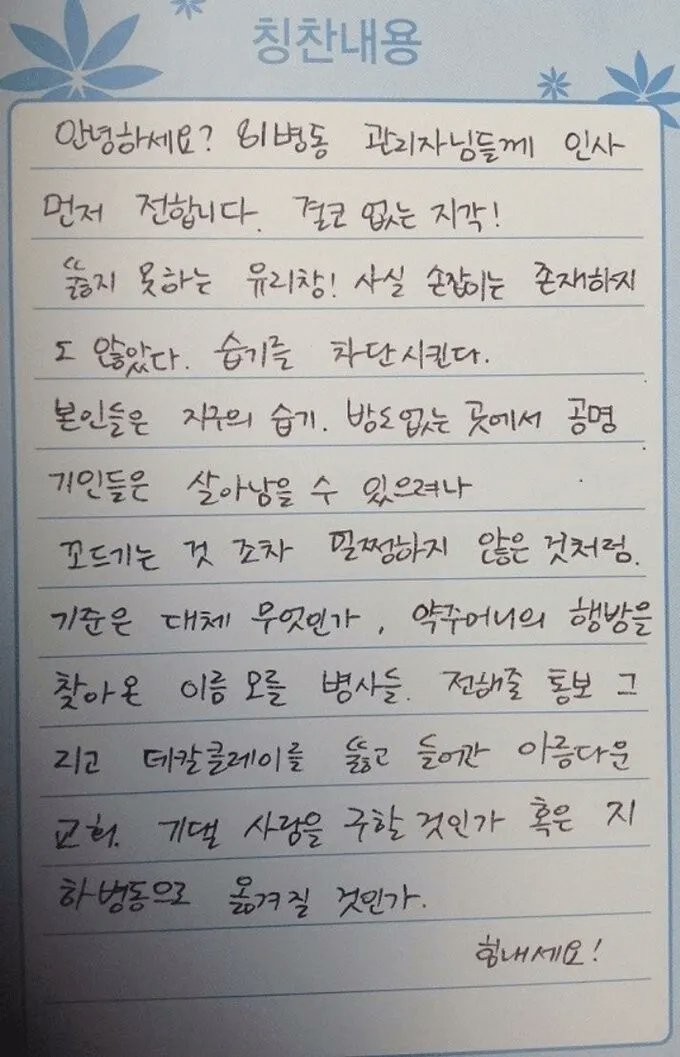 칭찬내용
안녕하세요? 81병동 관리자님들께 인사
먼저 전합니다. 결코 없는 지각!
뚫지 못하는 유리창! 사실 손잡이는 존재하지
도 않았다. 습기를 차단시킨다.
본인들은 지구의 습기. 방도없는 곳에서 공명
기인들은 살아남을 수 있으려나
꼬드기는 것 조차 멀쩡하지 않은 것처럼.
기준은 대체 무엇인가, 약주머니의 행방을
찾아온 이름 모를 병사들. 전해줄 통보 그
리고 데칼클레이를 뚫고 들어간 아름다운
교회. 기댈 사람을 구할 것인가 혹은 지
하병동으로 옮겨질 것인가.
힘내세요!